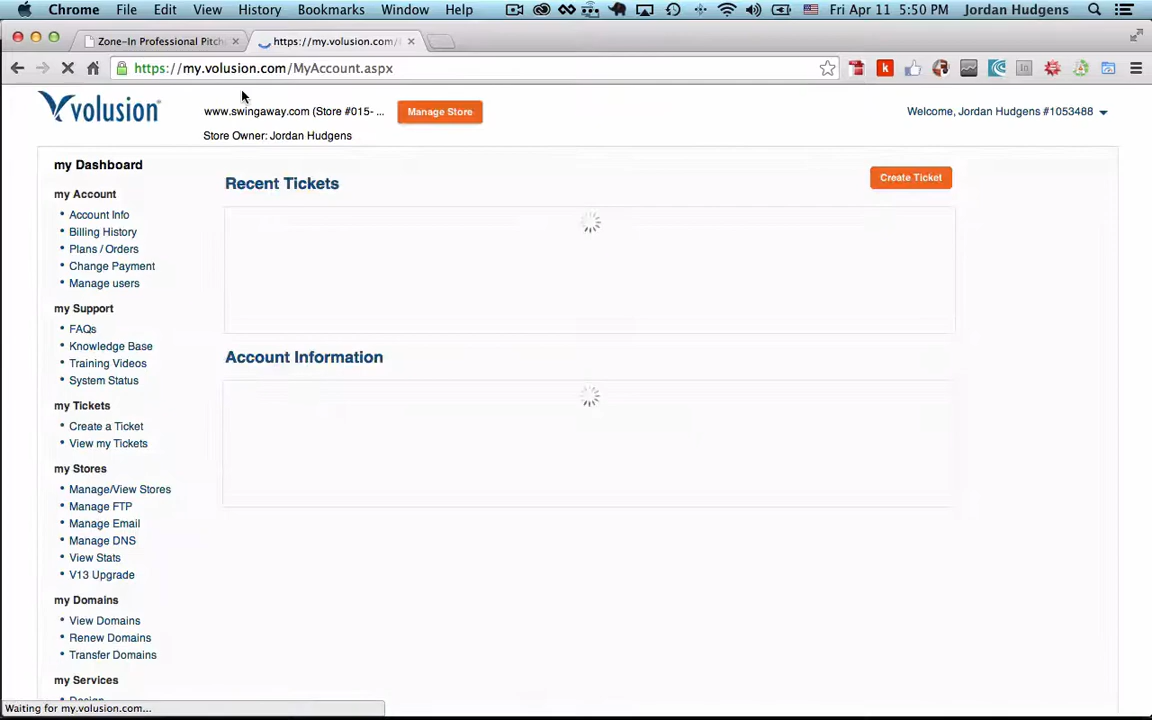 Chrome File Edit View History Bookmarks Window Help Fri Apr 11 5:50 PM Jordan Hudgens
Zone-In Professional Pitchi
https://my.volusion.com/
https://my.volusion.com/MyAccount.aspx
volusion
www.swingaway.com (Store #015- ...
Manage Store
Welcome, Jordan Hudgens #1053488
Store Owner: Jordan Hudgens
my Dashboard
my Account
Account Info
Billing History
Plans / Orders
Change Payment
Manage users
my Support
FAQs
Knowledge Base
Training Videos
System Status
my Tickets
Create a Ticket
View my Tickets
my Stores
Manage/View Stores
Manage FTP
Manage Email
Manage DNS
View Stats
V13 Upgrade
my Domains
View Domains
Renew Domains
Transfer Domains
my Services
Recent Tickets
Create Ticket
Account Information
Waiting for my.volusion.com...